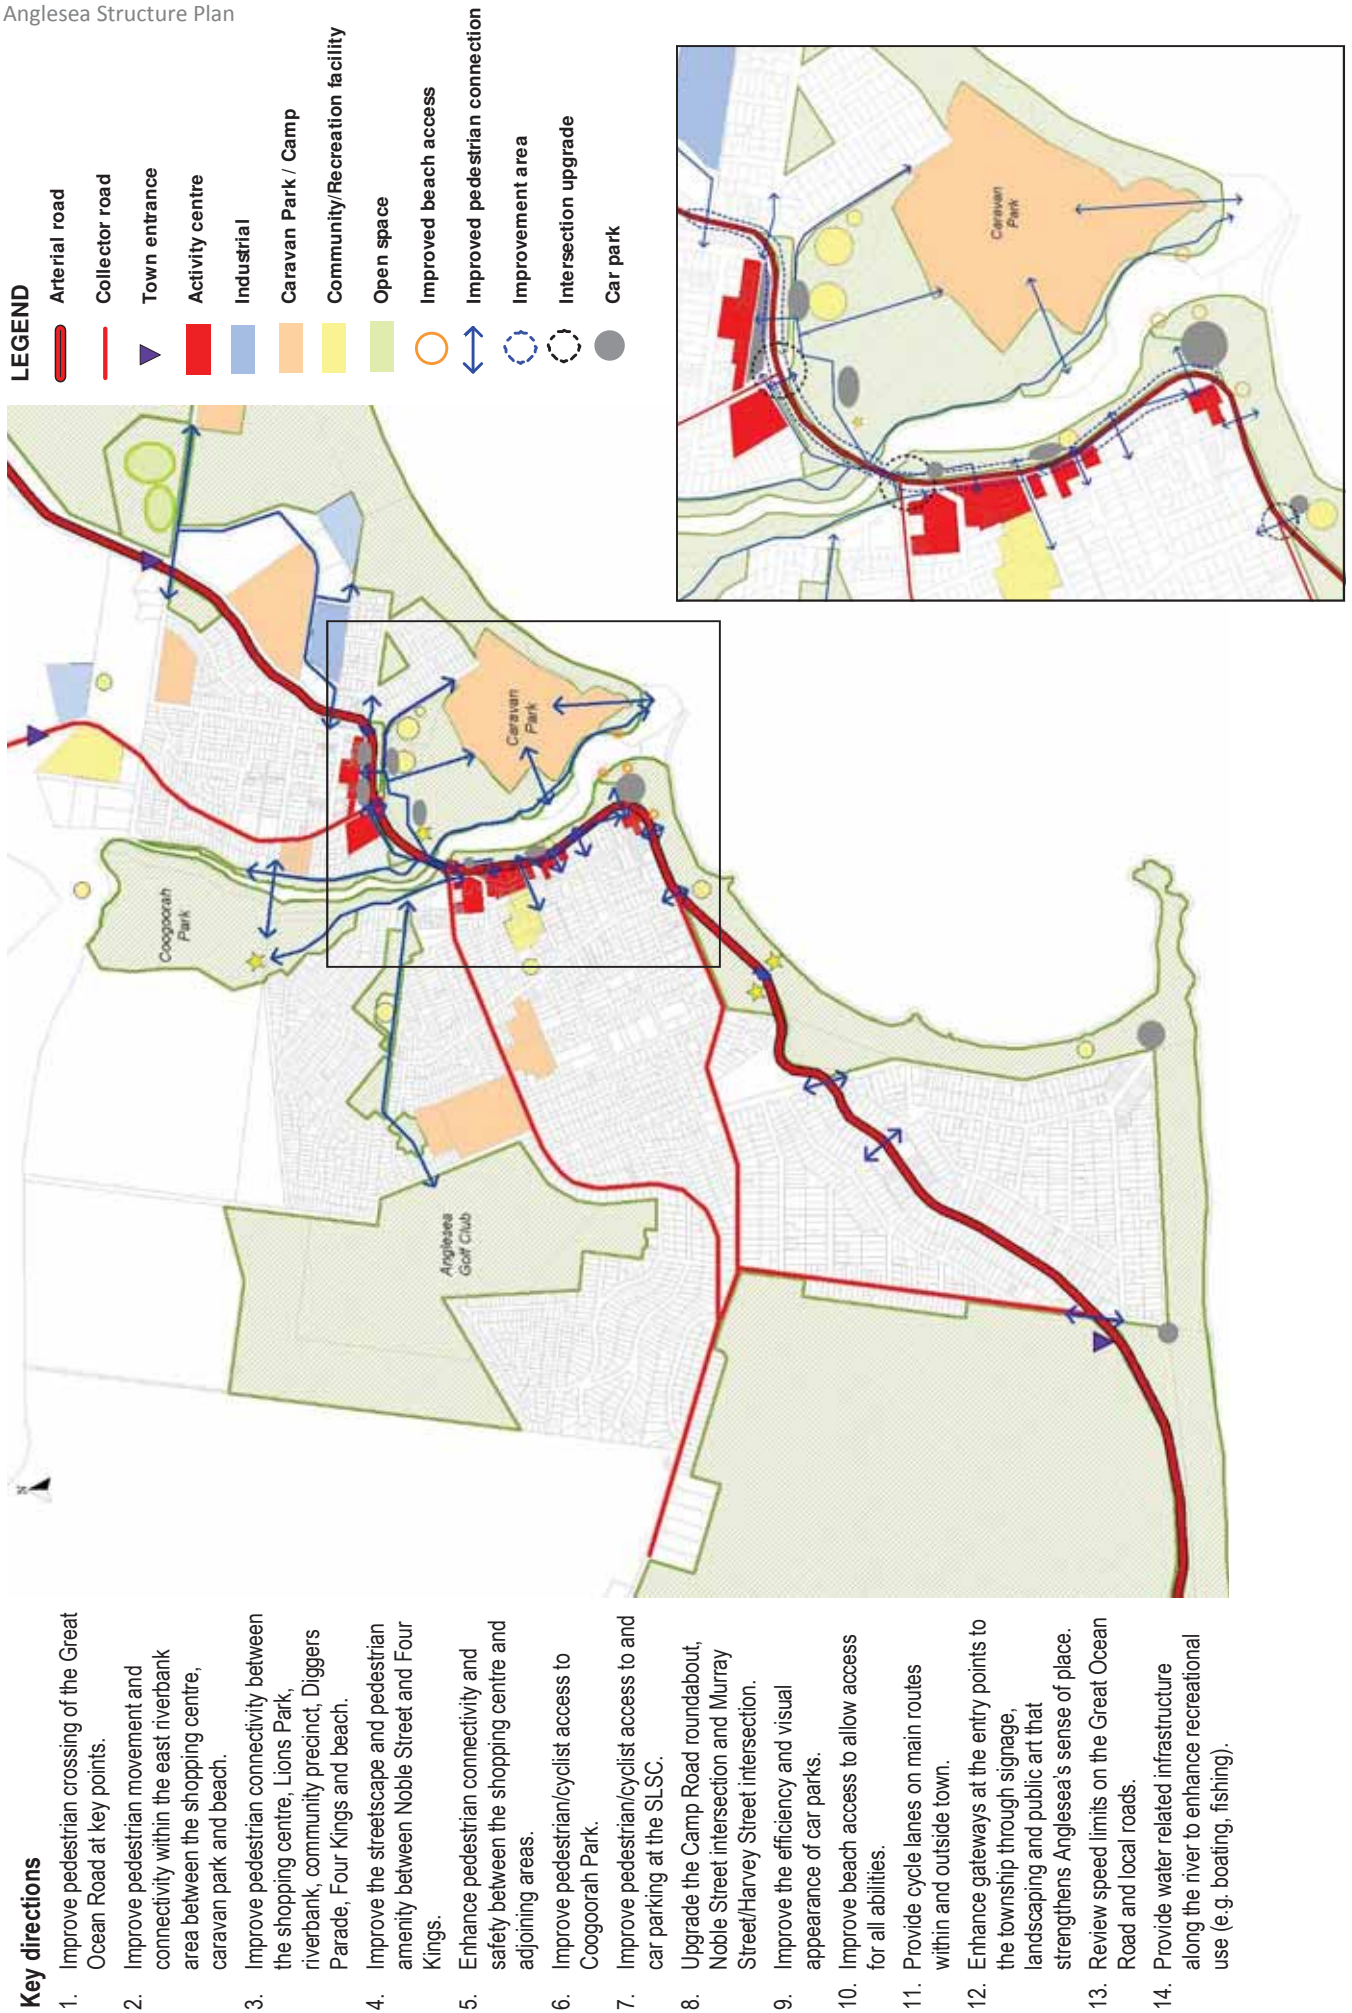 Anglesea Structure Plan
LEGEND
Arterial road
Collector road
Town entrance
Activity centre
Industrial
Caravan Park / Camp
Community/Recreation facility
Open space
Improved beach access
Improved pedestrian connection
Improvement area
Intersection upgrade
Car park
Caravan
Park
Coogoorah
Park
Caravan
Park
Anglesea
Golf Club
N
Key directions
1. Improve pedestrian crossing of the Great
Ocean Road at key points.
2. Improve pedestrian movement and
connectivity within the east riverbank
area between the shopping centre,
caravan park and beach.
3. Improve pedestrian connectivity between
the shopping centre, Lions Park,
riverbank, community precinct, Diggers
Parade, Four Kings and beach.
4. Improve the streetscape and pedestrian
amenity between Noble Street and Four
Kings.
5. Enhance pedestrian connectivity and
safety between the shopping centre and
adjoining areas.
6. Improve pedestrian/cyclist access to
Coogoorah Park.
7. Improve pedestrian/cyclist access to and
car parking at the SLSC.
8. Upgrade the Camp Road roundabout,
Noble Street intersection and Murray
Street/Harvey Street intersection.
9. Improve the efficiency and visual
appearance of car parks.
10. Improve beach access to allow access
for all abilities.
11. Provide cycle lanes on main routes
within and outside town.
12. Enhance gateways at the entry points to
the township through signage,
landscaping and public art that
strengthens Anglesea's sense of place.
13. Review speed limits on the Great Ocean
Road and local roads.
14. Provide water related infrastructure
along the river to enhance recreational
use (e.g. boating, fishing).